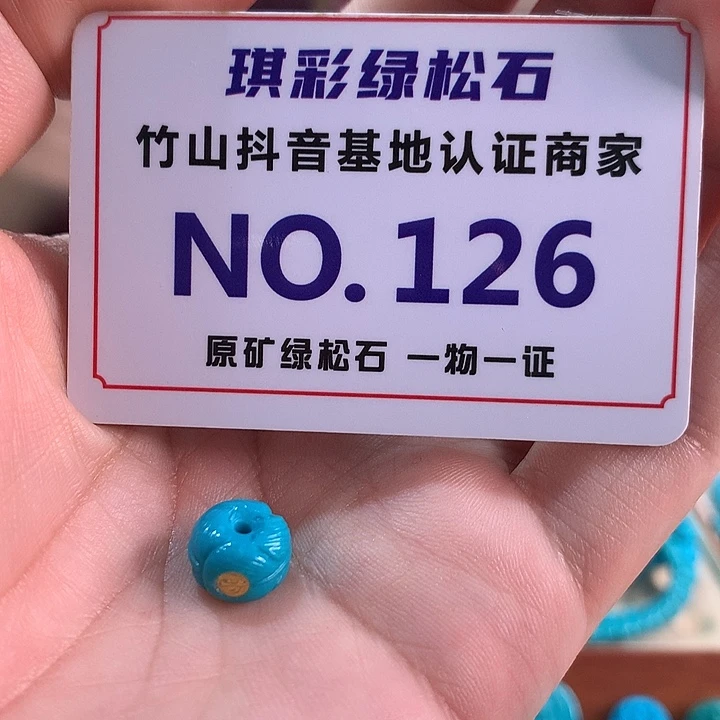 琪彩绿松石
竹山抖音基地认证商家
NO.126
原矿绿松石 一物一证